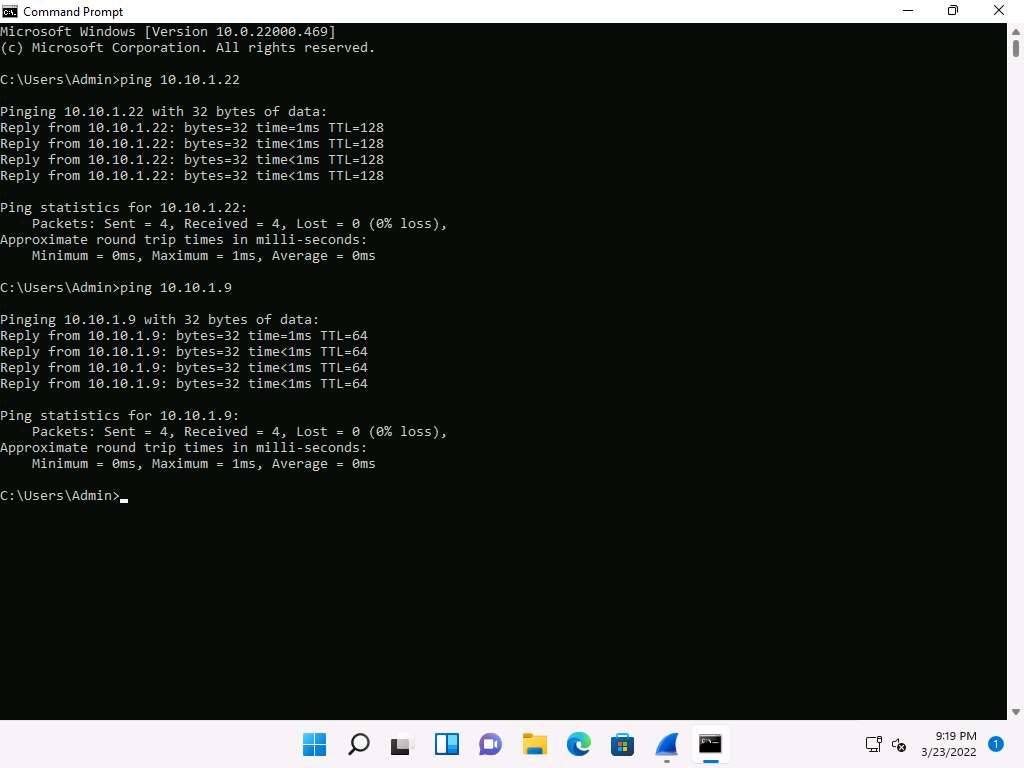 Command Prompt
Microsoft Windows [Version 10.0.22000.469]
(c) Microsoft Corporation. All rights reserved.
C:\Users\Admin>ping 10.10.1.22
Pinging 10.10.1.22 with 32 bytes of data:
Reply from 10.10.1.22: bytes=32 time=1ms TTL=128
Reply from 10.10.1.22: bytes=32 time<1ms TTL=128
Reply from 10.10.1.22: bytes=32 time<1ms TTL=128
Reply from 10.10.1.22: bytes=32 time<1ms TTL=128
Ping statistics for 10.10.1.22:
Packets: Sent = 4, Received = 4, Lost = 0 (0% loss),
Approximate round trip times in milli-seconds:
Minimum = 0ms, Maximum = 1ms, Average = 0ms
C:\Users\Admin>ping 10.10.1.9
Pinging 10.10.1.9 with 32 bytes of data:
Reply from 10.10.1.9: bytes=32 time=1ms TTL=64
Reply from 10.10.1.9: bytes=32 time<1ms TTL=64
Reply from 10.10.1.9: bytes=32 time<1ms TTL=64
Reply from 10.10.1.9: bytes=32 time<1ms TTL=64
Ping statistics for 10.10.1.9:
Packets: Sent = 4, Received = 4, Lost = 0 (0% loss),
Approximate round trip times in milli-seconds:
Minimum = 0ms, Maximum = 1ms, Average = 0ms
C:\Users\Admin>
9:19 PM
3/23/2022
1